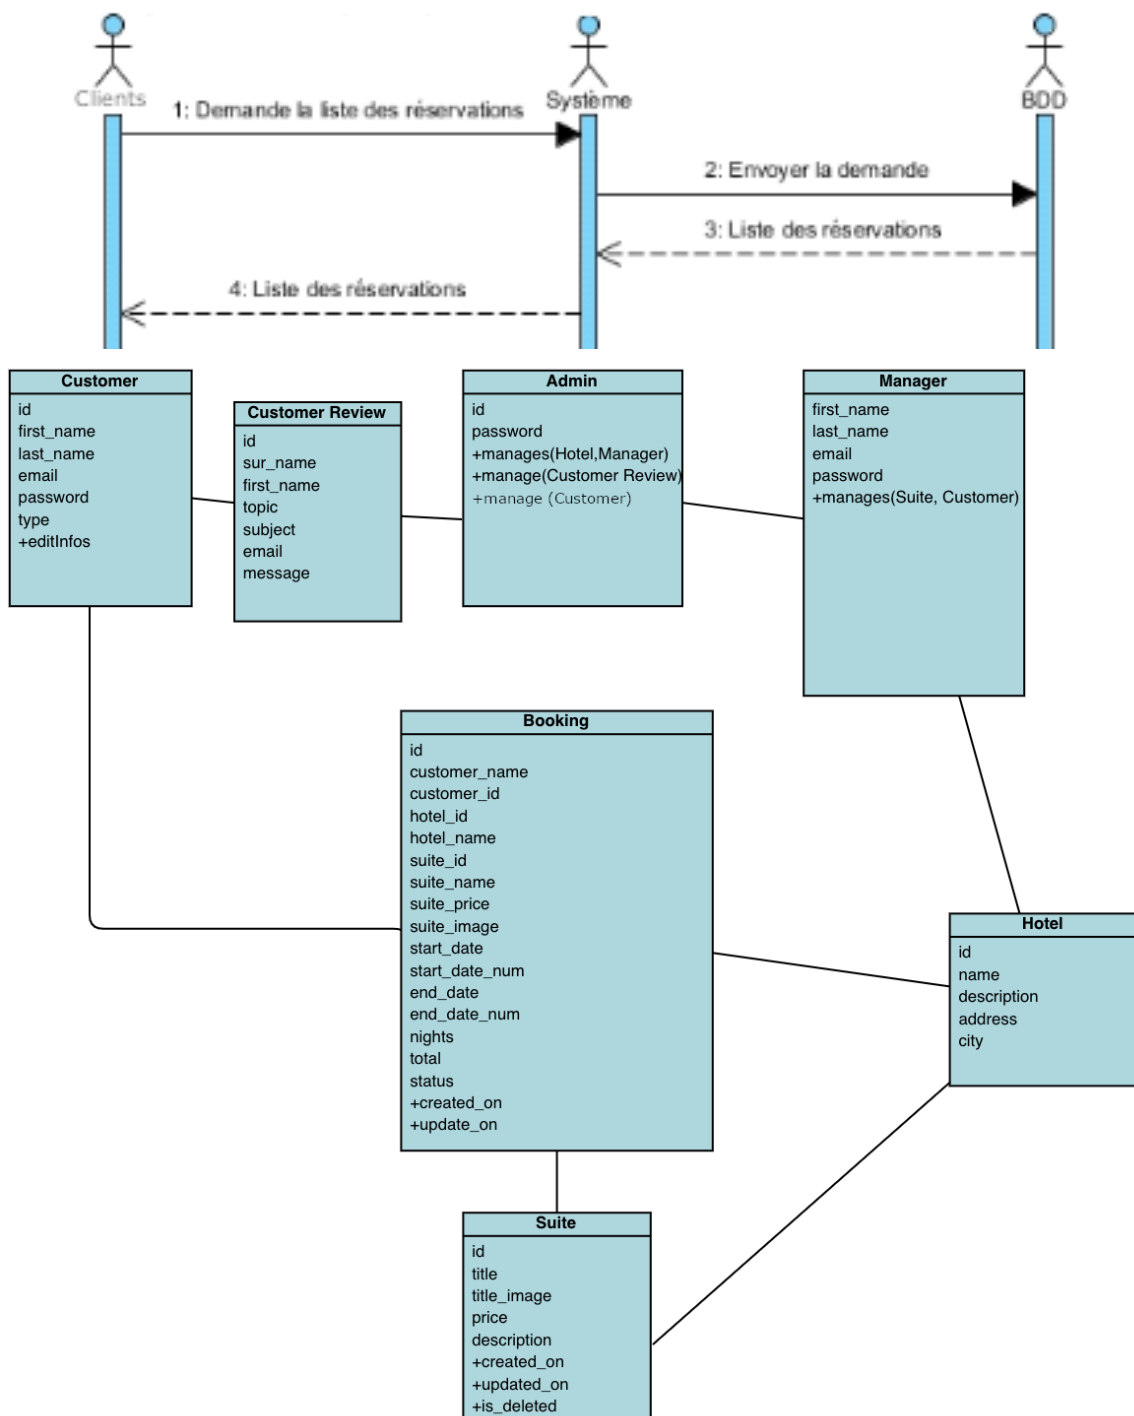 Clients
Système
BDD
1: Demande la liste des réservations
2: Envoyer la demande
3: Liste des réservations
4: Liste des réservations
Customer
id
first_name
last_name
email
password
type
+editInfos
Customer Review
id
sur_name
first_name
topic
subject
email
message
Admin
id
password
+manages(Hotel,Manager)
+manage(Customer Review)
+manage (Customer)
Manager
first_name
last_name
email
password
+manages(Suite, Customer)
Booking
id
customer_name
customer_id
hotel_id
hotel_name
suite_id
suite_name
suite_price
suite_image
start_date
start_date_num
end_date
end_date_num
nights
total
status
+created_on
+update_on
Hotel
id
name
description
address
city
Suite
id
title
title_image
price
description
+created_on
+updated_on
+is_deleted